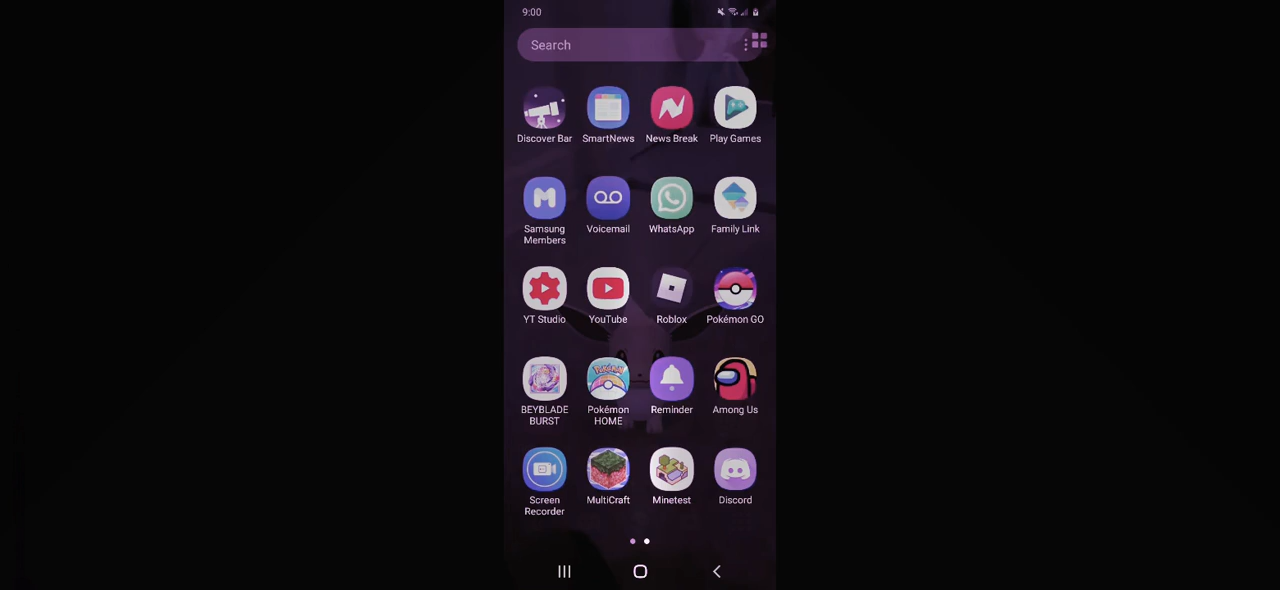 9:00
Search
Discover Bar
SmartNews
News Break
Play Games
Samsung
Members
Voicemail
WhatsApp
Family Link
YT Studio
YouTube
Roblox
Pokémon GO
BEYBLADE
BURST
POKÉMON
Pokémon
HOME
Reminder
Among Us
Screen
Recorder
MultiCraft
Minetest
Discord